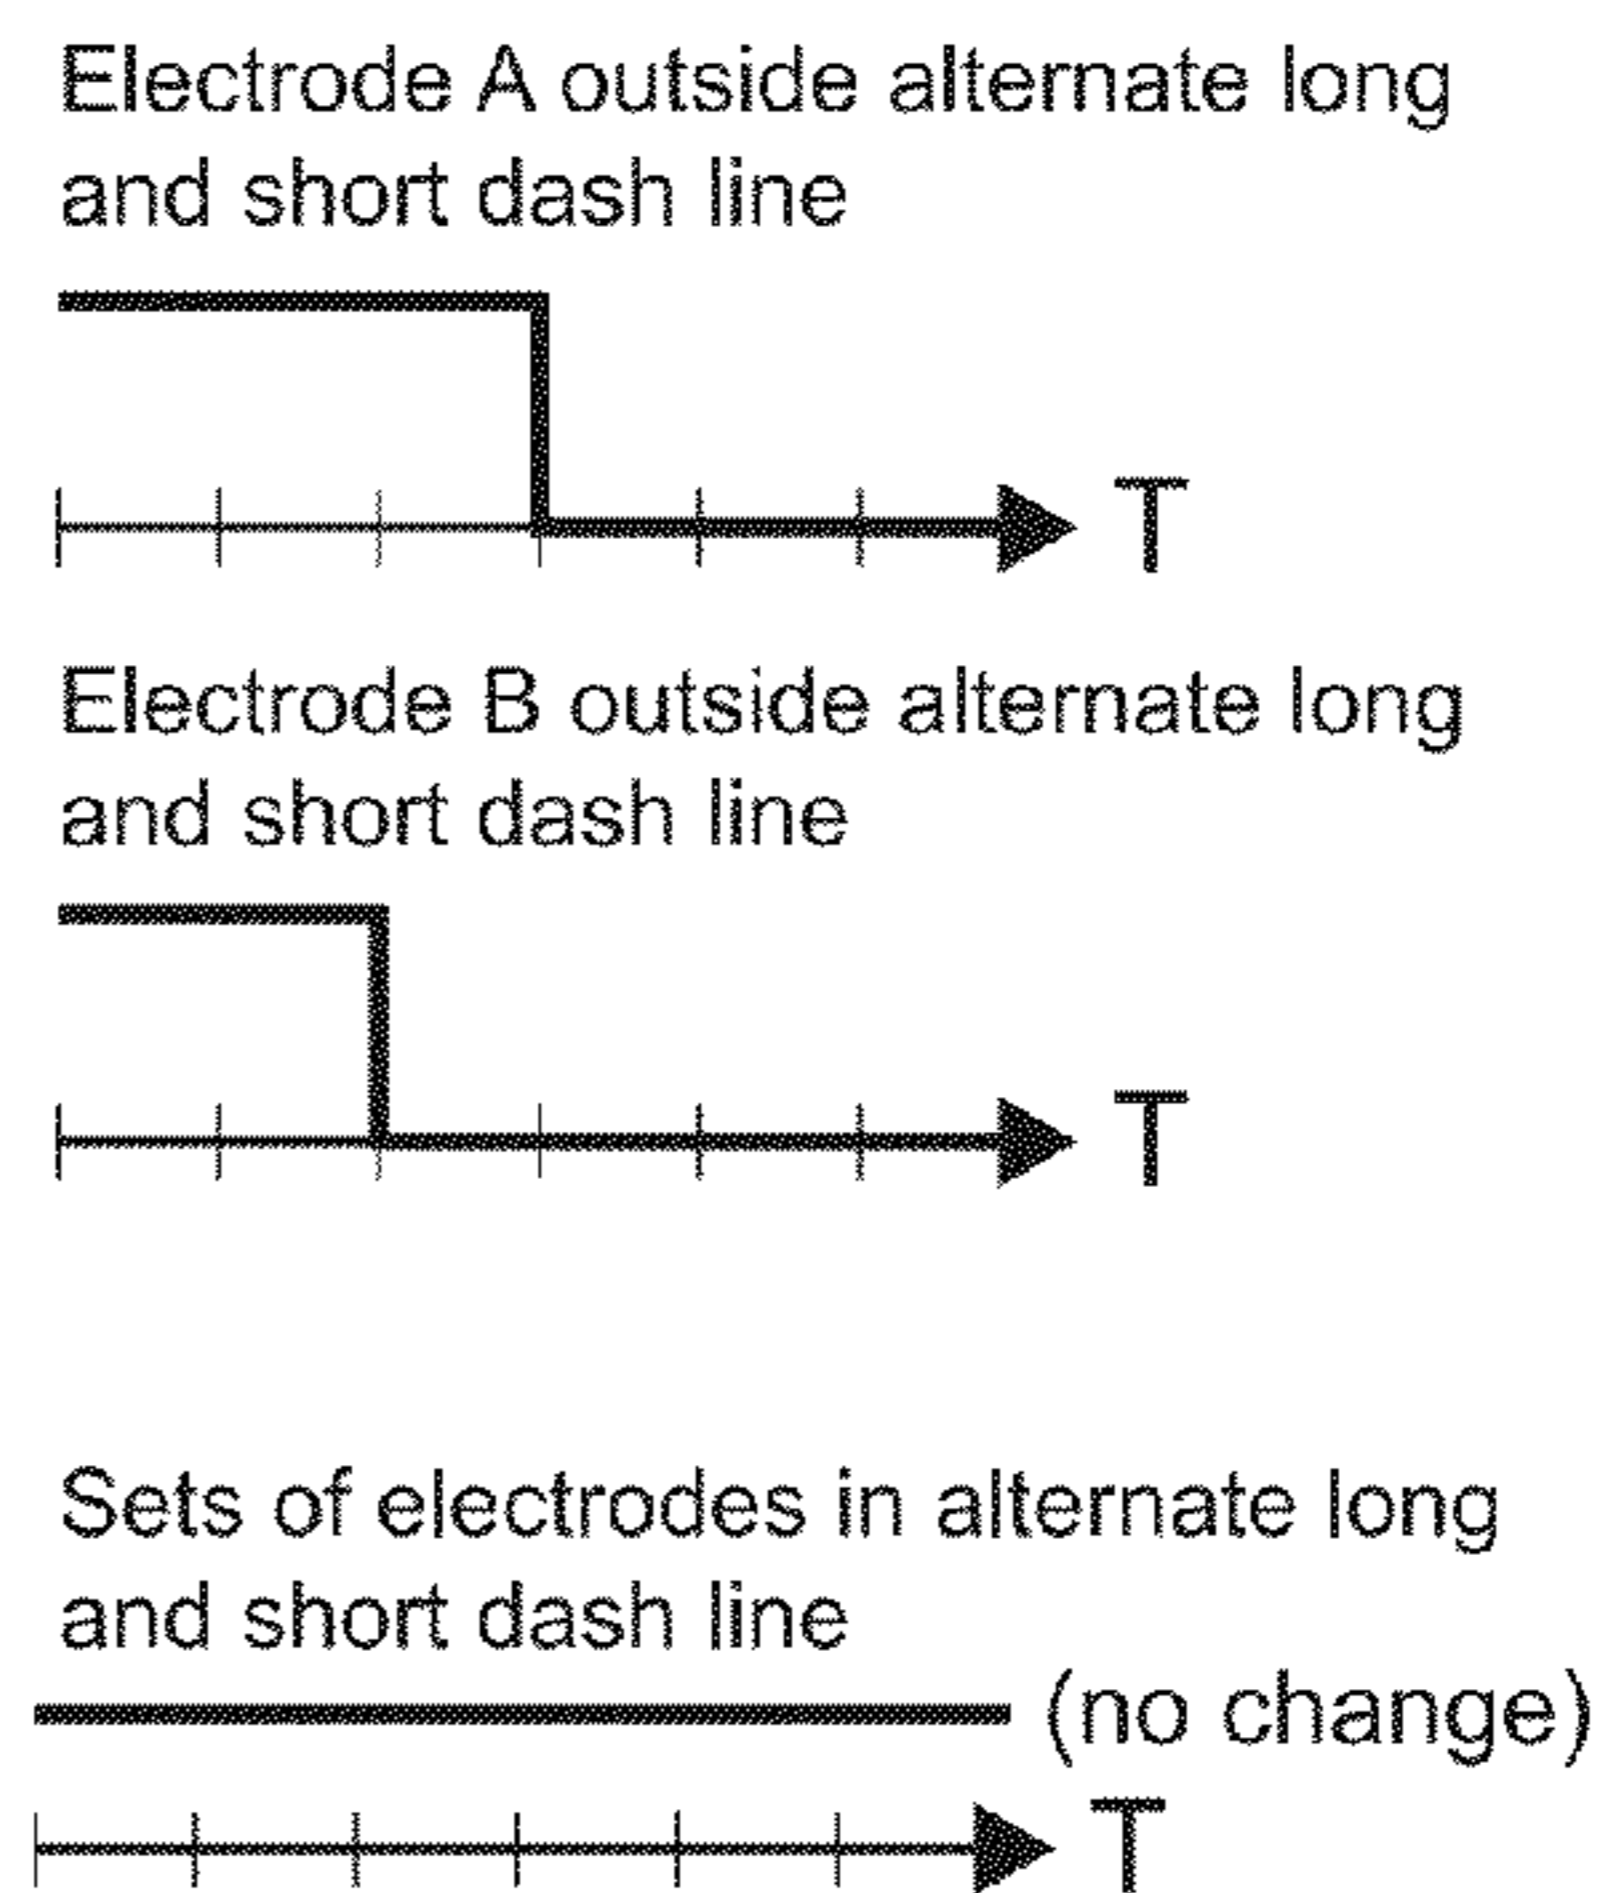 Electrode A outside alternate long
and short dash line
T
Electrode B outside alternate long
and short dash line
T
Sets of electrodes in alternate long
and short dash line
(no change)
T